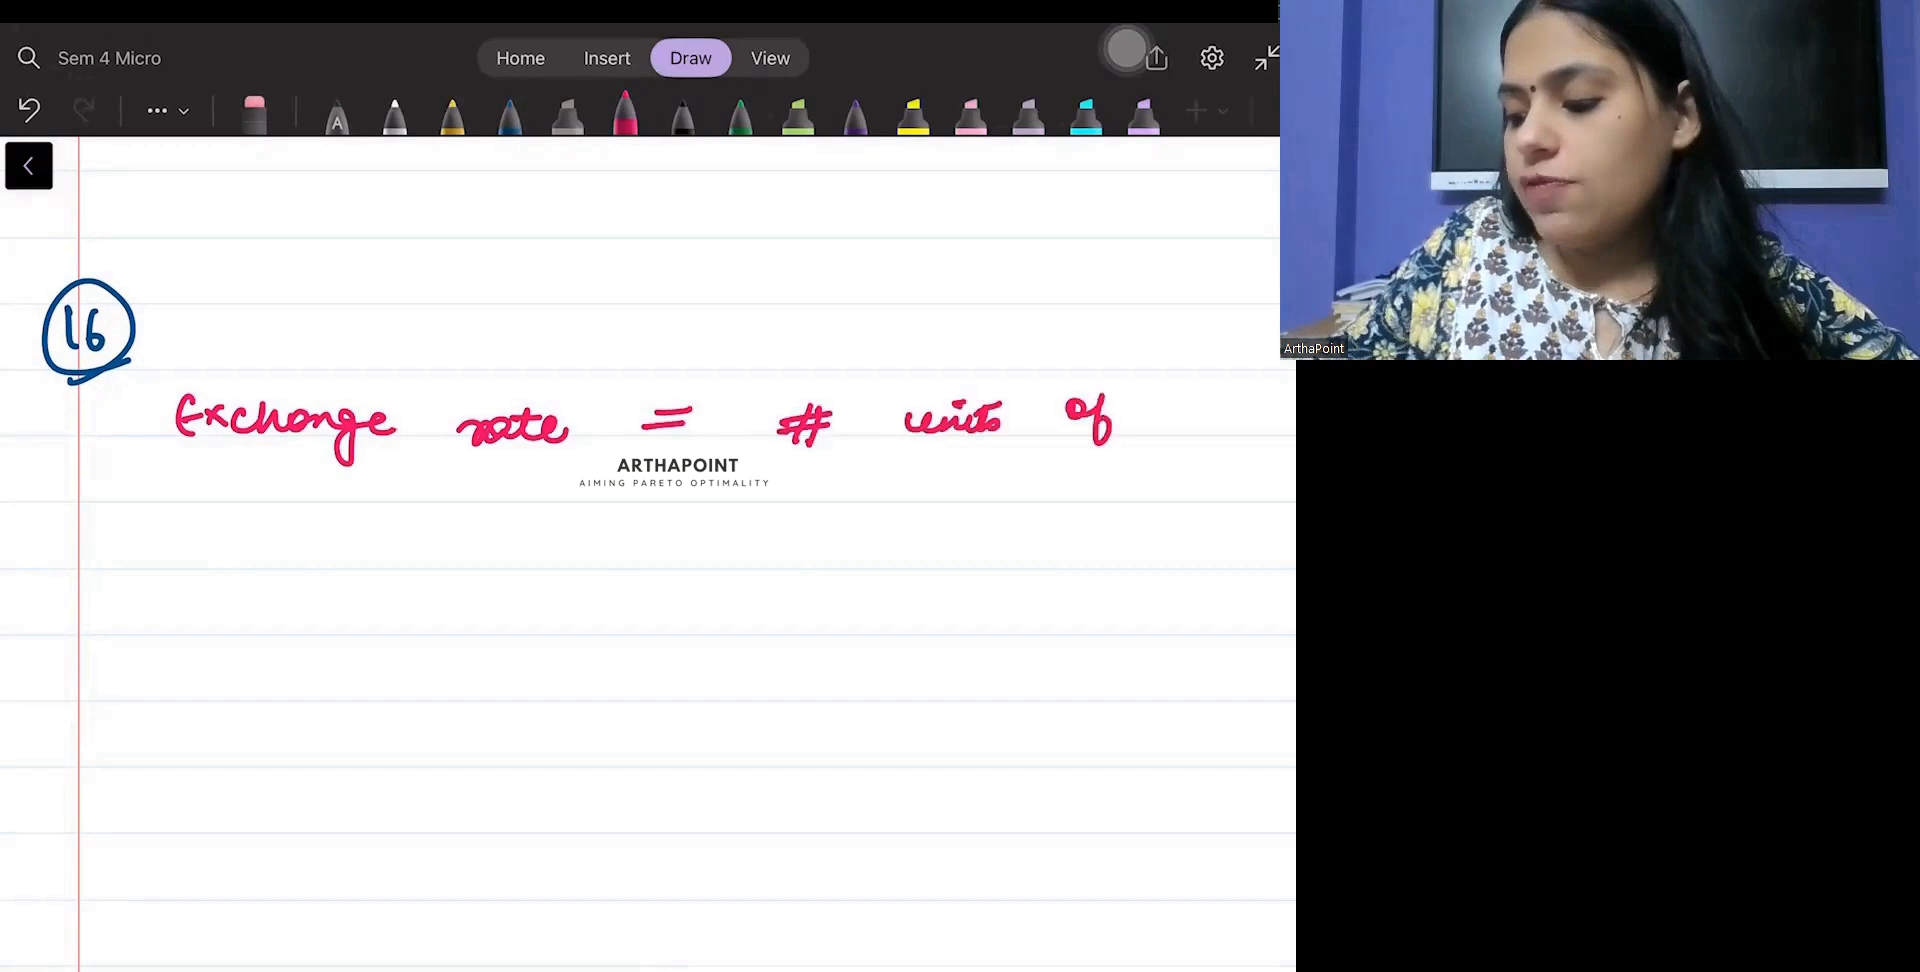 Sem 4 Micro
Home Insert Draw View
A
ArthaPoint
16
Exchange rate = # units of
ARTHAPOINT
AIMING PARETO OPTIMALITY